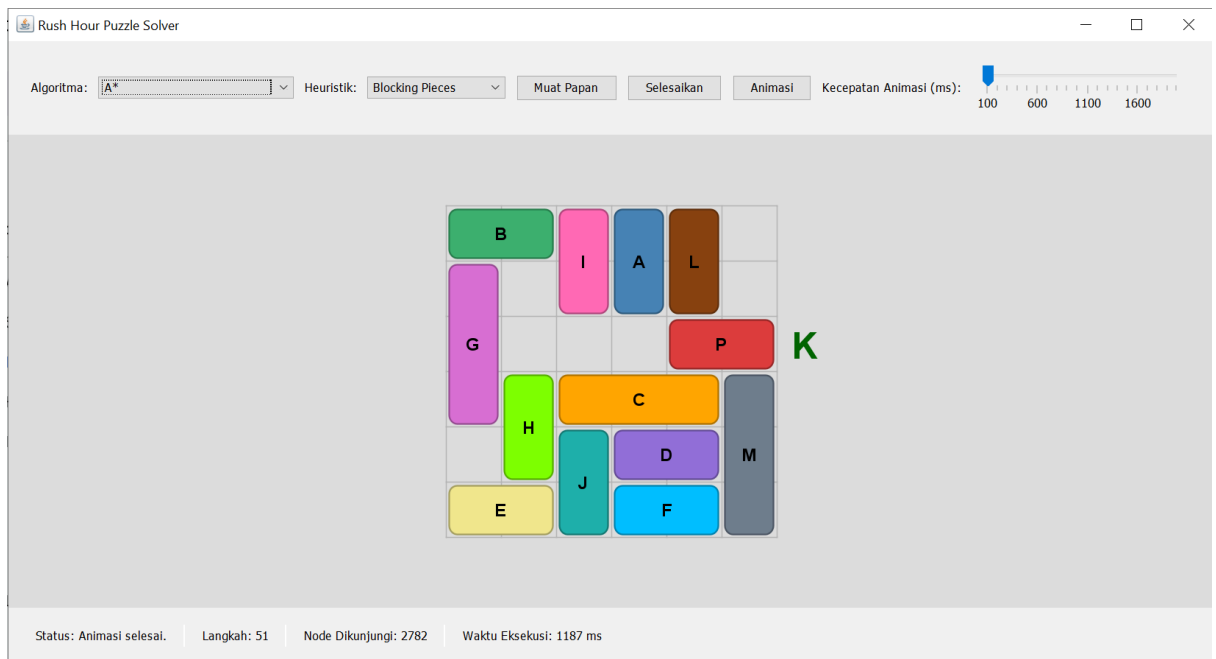 Rush Hour Puzzle Solver
Algoritma: A* Heuristik: Blocking Pieces Muat Papan Selesaikan Animasi Kecepatan Animasi (ms):
100 600 1100 1600
B I A L
G P K
H C
J D M
E F
Status: Animasi selesai. Langkah: 51 Node Dikunjungi: 2782 Waktu Eksekusi: 1187 ms